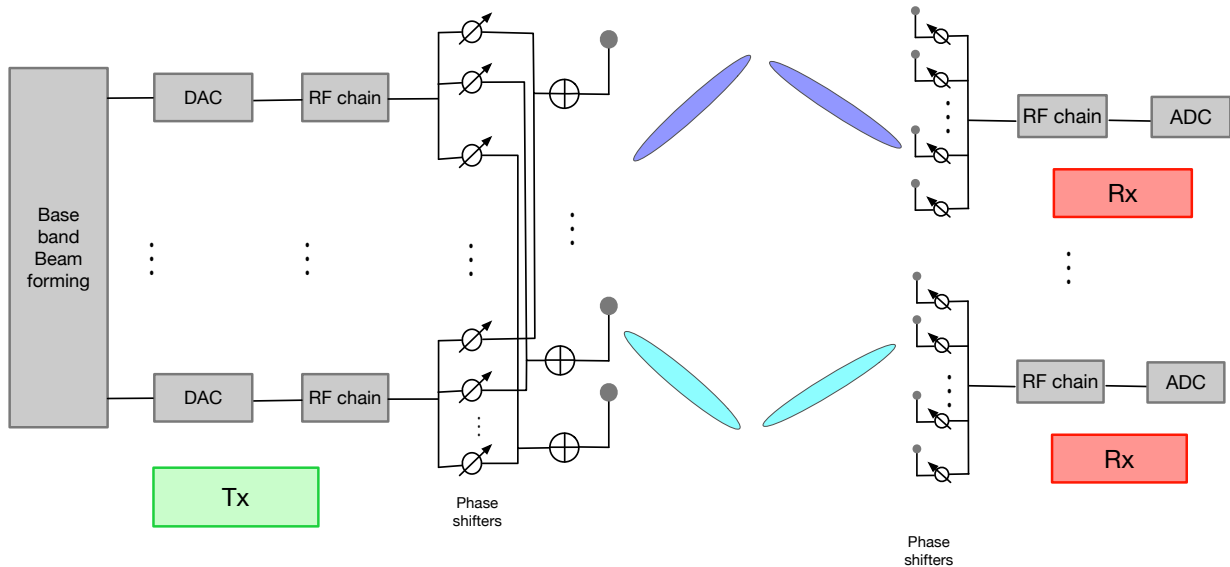 DAC
RF chain
RF chain
ADC
Rx
Base
band
Beam
forming
DAC
RF chain
RF chain
ADC
Rx
Tx
Phase
shifters
Phase
shifters